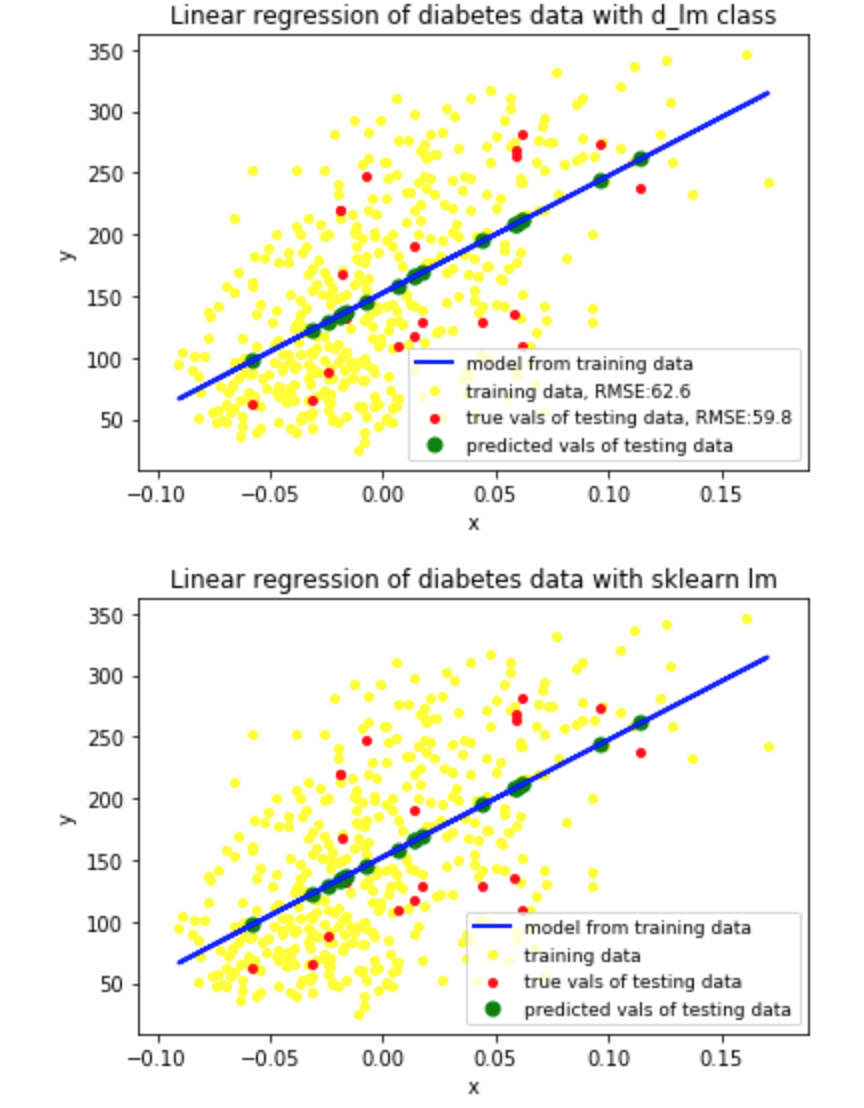 Linear regression of diabetes data with d_lm class
350
300
250
200
150
100
50
y
model from training data
training data, RMSE:62.6
true vals of testing data, RMSE:59.8
predicted vals of testing data
−0.10 −0.05 0.00 0.05 0.10 0.15
x
Linear regression of diabetes data with sklearn lm
350
300
250
200
150
100
50
y
model from training data
training data
true vals of testing data
predicted vals of testing data
−0.10 −0.05 0.00 0.05 0.10 0.15
x